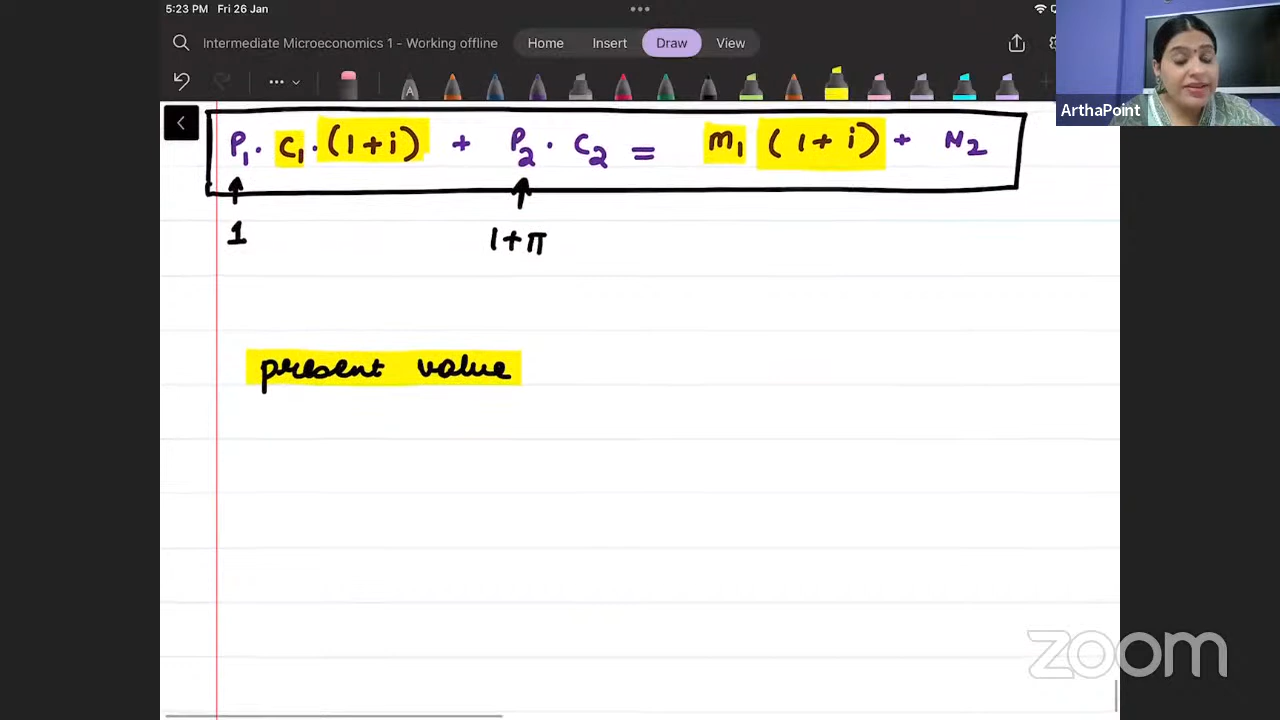 5:23 PM Fri 26 Jan
Intermediate Microeconomics 1 - Working offline
Home Insert Draw View
ArthaPoint
P₁ · C₁ · (1+i) + P₂ · C₂ = m₁ (1+i) + N₂
1
1+π
present value
zoom